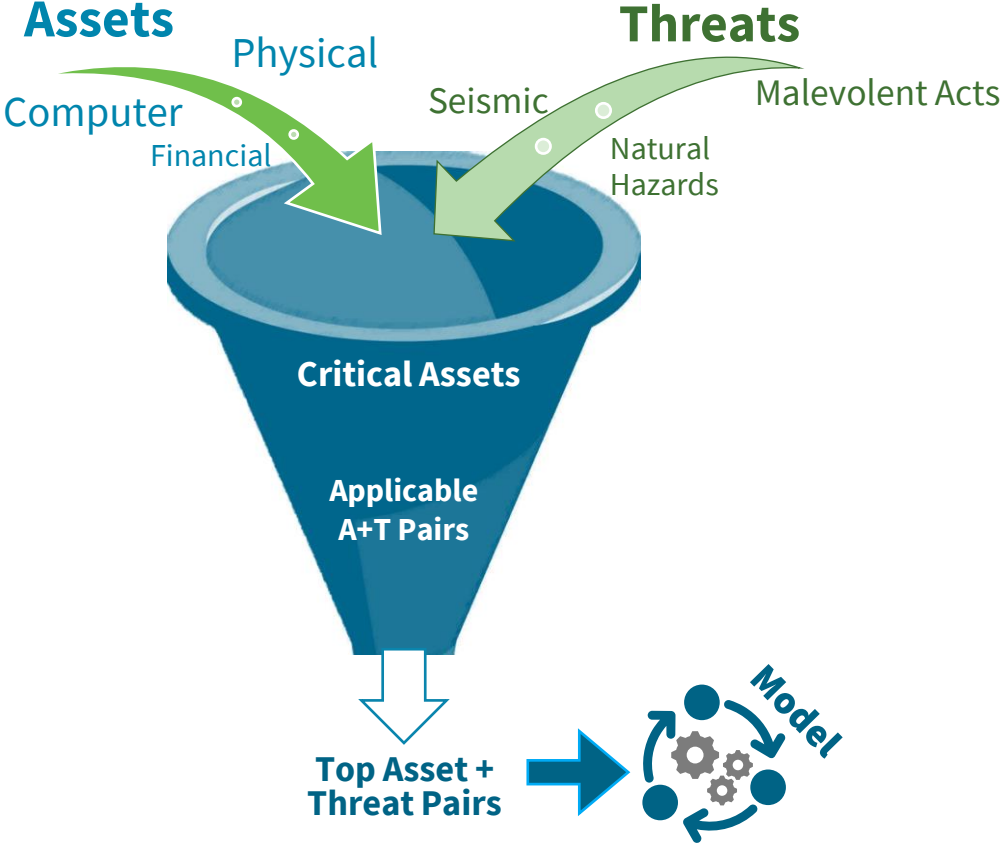 Assets
Threats
Physical
Computer
Financial
Seismic
Malevolent Acts
Natural
Hazards
Critical Assets
Applicable
A+T Pairs
Top Asset +
Threat Pairs
Model